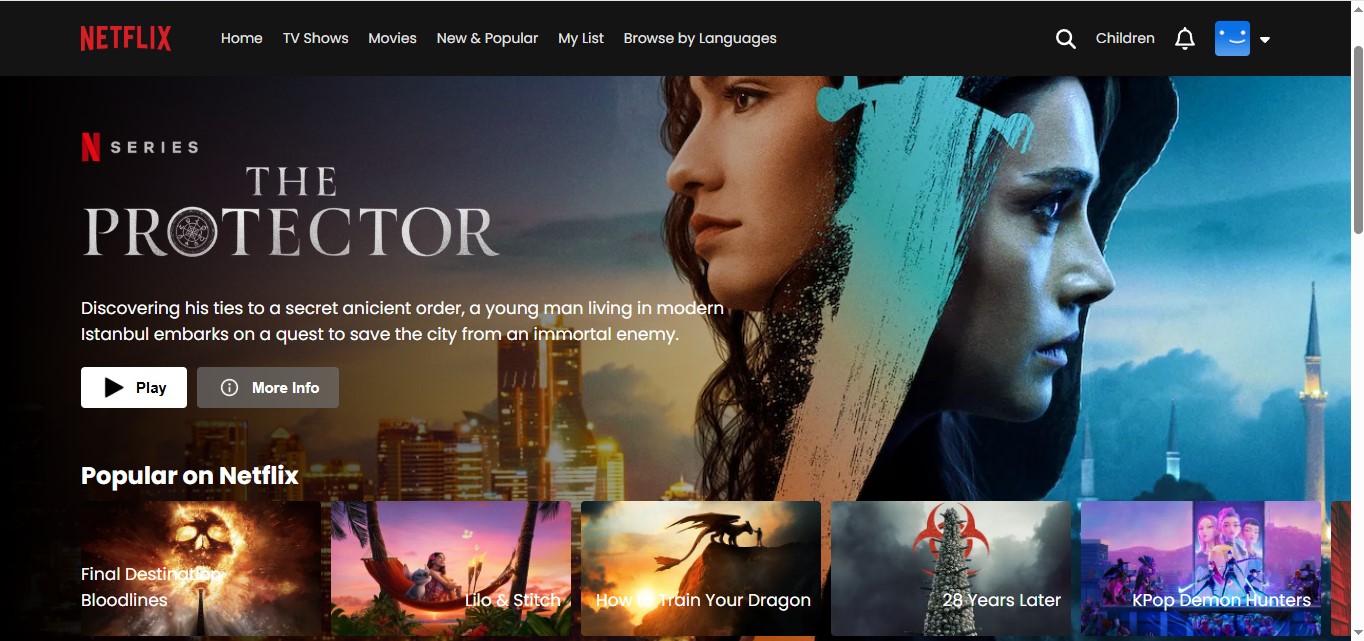 NETFLIX
Home TV Shows Movies New & Popular My List Browse by Languages
Children
N SERIES
THE
PROTECTOR
Discovering his ties to a secret anicient order, a young man living in modern
Istanbul embarks on a quest to save the city from an immortal enemy.
Play
More Info
Popular on Netflix
Final Destination
Bloodlines
Lilo & Stitch
How to Train Your Dragon
28 Years Later
KPop Demon Hunters